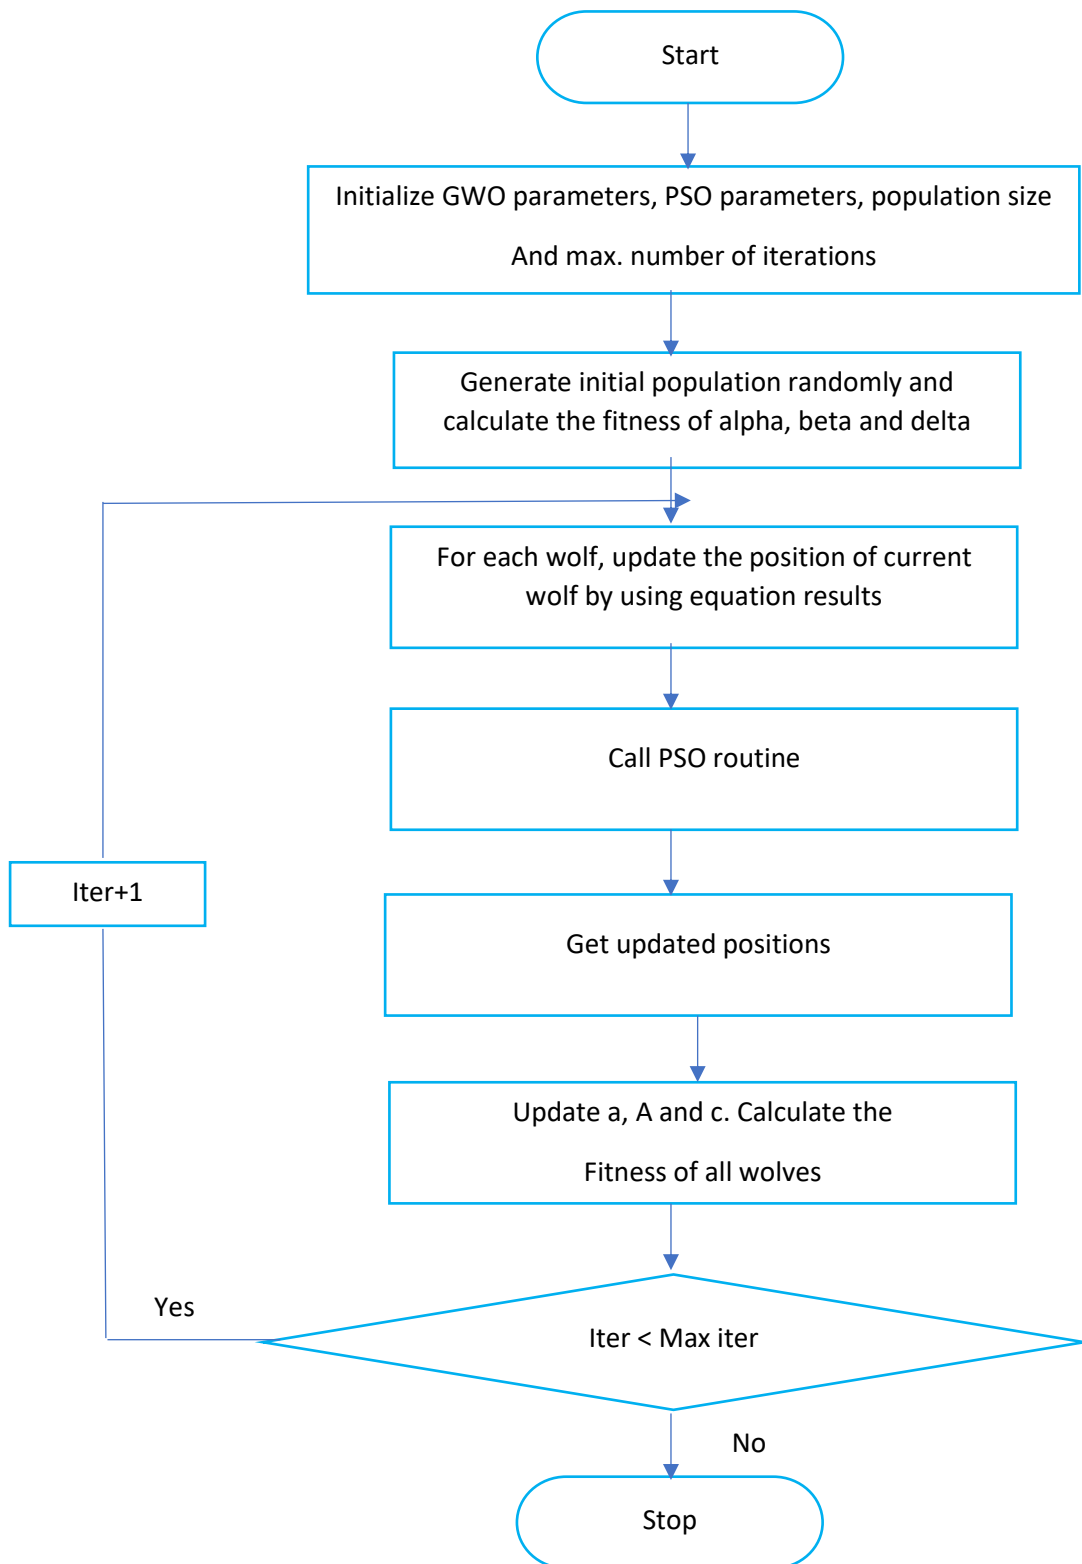 Start
Initialize GWO parameters, PSO parameters, population size
And max. number of iterations
Generate initial population randomly and
calculate the fitness of alpha, beta and delta
For each wolf, update the position of current
wolf by using equation results
Call PSO routine
Iter+1
Get updated positions
Update a, A and c. Calculate the
Fitness of all wolves
Yes
Iter < Max iter
No
Stop